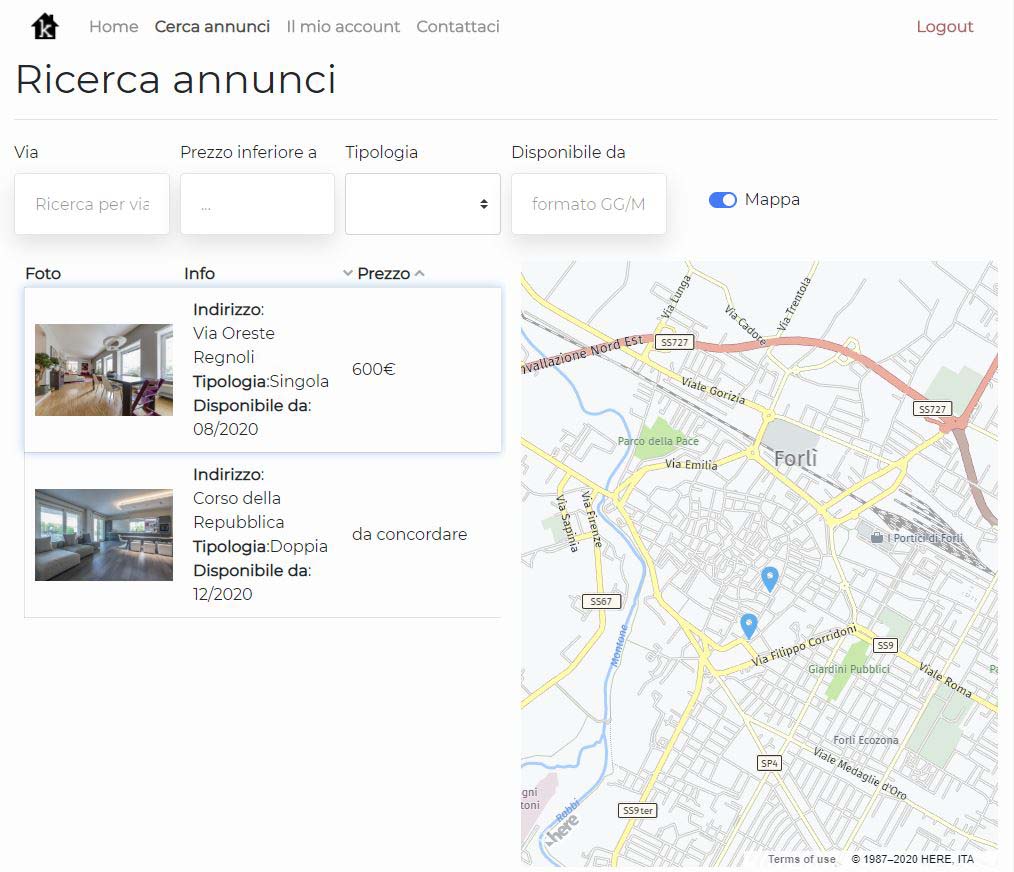 k
Home Cerca annunci Il mio account Contattaci Logout
Ricerca annunci
Via Prezzo inferiore a Tipologia Disponibile da
Ricerca per via ... formato GG/M Mappa
Foto Info Prezzo
Indirizzo:
Via Oreste
Regnoli
Tipologia:Singola
Disponibile da:
08/2020
600€
Indirizzo:
Corso della
Repubblica
Tipologia:Doppia
Disponibile da:
12/2020
da concordare
Via Lunga
Via Cadore
Via Trentola
nvallazione Nord Est
SS727
Viale Gorizia
SS727
Parco della Pace
Forlì
Via Emilia
Via Sapinia
Via Firenze
I Portici di Forlì
SS67
Montone
Via Filippo Corridoni
SS9
Giardini Pubblici
Viale Roma
Pa
Forlì Ecozona
SP4
Viale Medaglie d'Oro
gni
toni
Rabbi
SS9ter
here
Terms of use © 1987–2020 HERE, ITA